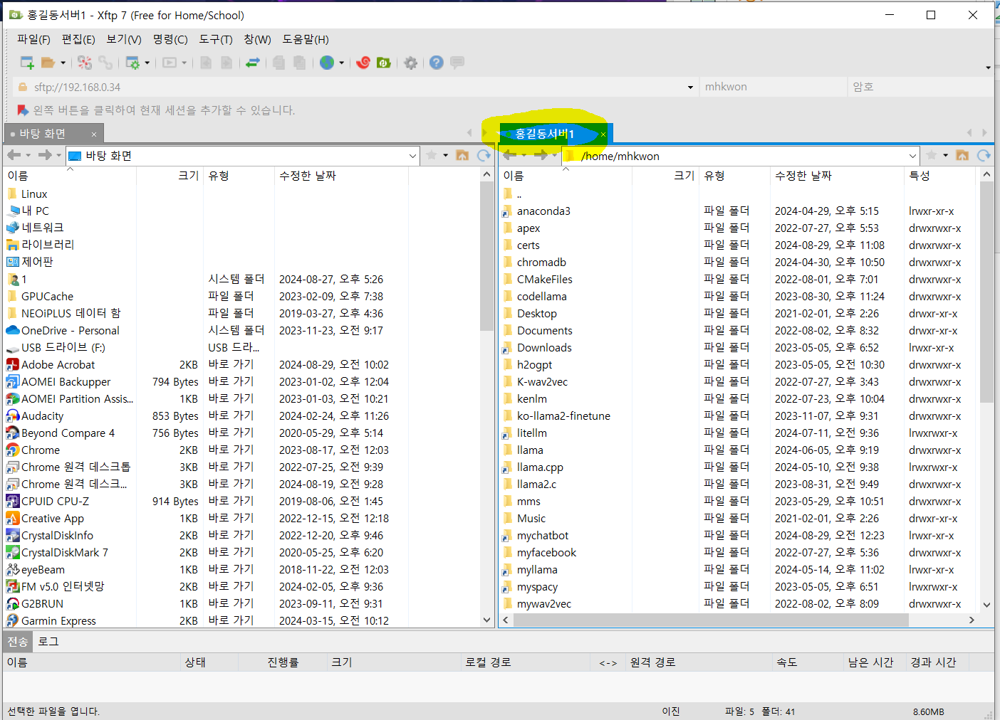 홍길동서버1 - Xftp 7 (Free for Home/School)
파일(F) 편집(E) 보기(V) 명령(C) 도구(T) 창(W) 도움말(H)
sftp://192.168.0.34 mhkwon 암호
왼쪽 버튼을 클릭하여 현재 세션을 추가할 수 있습니다.
바탕 화면
바탕 화면
이름 크기 유형 수정한 날짜
Linux
내 PC
네트워크
라이브러리
제어판
1 시스템 폴더 2024-08-27, 오후 5:26
GPUCache 파일 폴더 2023-02-09, 오후 7:38
NEOiPLUS 데이터 함 파일 폴더 2019-03-27, 오후 4:36
OneDrive - Personal 시스템 폴더 2023-11-23, 오전 9:17
USB 드라이브 (F:) USB 드라...
Adobe Acrobat 2KB 바로 가기 2024-08-29, 오전 10:02
AOMEI Backupper 794 Bytes 바로 가기 2023-01-02, 오후 12:04
AOMEI Partition Assis... 1KB 바로 가기 2023-01-03, 오전 10:21
Audacity 853 Bytes 바로 가기 2024-02-24, 오후 11:26
Beyond Compare 4 756 Bytes 바로 가기 2020-05-29, 오후 5:14
Chrome 2KB 바로 가기 2023-08-17, 오전 12:03
Chrome 원격 데스크톱 3KB 바로 가기 2022-07-25, 오전 9:39
Chrome 원격 데스크... 3KB 바로 가기 2024-08-19, 오전 9:28
CPUID CPU-Z 914 Bytes 바로 가기 2019-08-06, 오전 1:45
Creative App 1KB 바로 가기 2022-12-15, 오전 12:18
CrystalDiskInfo 2KB 바로 가기 2022-12-20, 오후 9:46
CrystalDiskMark 7 2KB 바로 가기 2020-05-25, 오후 6:20
eyeBeam 1KB 바로 가기 2018-11-22, 오전 12:03
FM v5.0 인터넷망 2KB 바로 가기 2024-02-05, 오후 9:36
G2BRUN 1KB 바로 가기 2023-09-11, 오전 9:31
Garmin Express 2KB 바로 가기 2024-03-15, 오전 10:12
홍길동서버1
/home/mhkwon
이름 크기 유형 수정한 날짜 특성
..
anaconda3 파일 폴더 2024-04-29, 오후 5:15 lrwxr-xr-x
apex 파일 폴더 2022-07-27, 오후 5:53 drwxrwxr-x
certs 파일 폴더 2024-08-29, 오후 11:08 drwxrwxr-x
chromadb 파일 폴더 2024-04-30, 오후 10:50 drwxrwxr-x
CMakeFiles 파일 폴더 2022-08-01, 오후 7:01 drwxrwxr-x
codellama 파일 폴더 2023-08-30, 오후 11:24 drwxrwxr-x
Desktop 파일 폴더 2021-02-01, 오후 2:26 drwxr-xr-x
Documents 파일 폴더 2022-08-02, 오후 8:32 drwxr-xr-x
Downloads 파일 폴더 2023-05-05, 오후 6:52 lrwxr-xr-x
h2ogpt 파일 폴더 2023-05-05, 오전 10:30 drwxrwxr-x
K-wav2vec 파일 폴더 2022-07-27, 오후 3:43 drwxrwxr-x
kenlm 파일 폴더 2022-07-23, 오후 10:04 drwxrwxr-x
ko-llama2-finetune 파일 폴더 2023-11-07, 오후 9:31 drwxrwxr-x
litellm 파일 폴더 2024-07-11, 오전 9:36 lrwxrwxr-x
llama 파일 폴더 2024-06-05, 오후 9:19 drwxrwxr-x
llama.cpp 파일 폴더 2024-05-10, 오전 9:38 lrwxrwxr-x
llama2.c 파일 폴더 2023-08-31, 오전 9:49 drwxrwxr-x
mms 파일 폴더 2023-05-29, 오후 10:51 drwxrwxr-x
Music 파일 폴더 2021-02-01, 오후 2:26 drwxr-xr-x
mychatbot 파일 폴더 2024-08-29, 오전 12:23 lrwxr-xr-x
myfacebook 파일 폴더 2022-07-27, 오후 5:36 drwxrwxr-x
myllama 파일 폴더 2024-05-14, 오후 11:02 lrwxr-xr-x
myspacy 파일 폴더 2023-05-05, 오후 6:51 lrwxrwxr-x
mywav2vec 파일 폴더 2022-08-02, 오후 8:09 drwxrwxr-x
전송 로그
이름 상태 진행률 크기 로컬 경로 <-> 원격 경로 속도 남은 시간 경과 시간
선택한 파일을 엽니다. 이진 파일: 5 폴더: 41 8.60MB